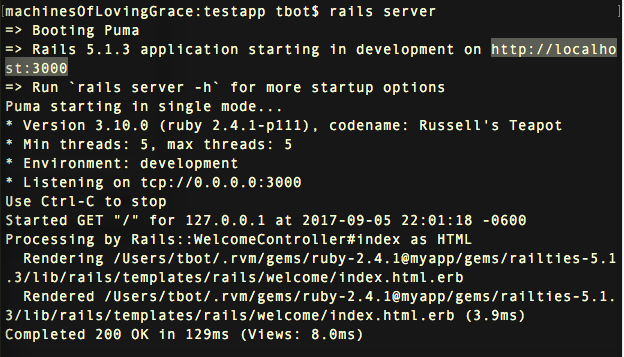 machinesOfLovingGrace:testapp tbot$ rails server
=> Booting Puma
=> Rails 5.1.3 application starting in development on http://localho
st:3000
=> Run `rails server -h` for more startup options
Puma starting in single mode...
* Version 3.10.0 (ruby 2.4.1-p111), codename: Russell's Teapot
* Min threads: 5, max threads: 5
* Environment: development
* Listening on tcp://0.0.0.0:3000
Use Ctrl-C to stop
Started GET "/" for 127.0.0.1 at 2017-09-05 22:01:18 -0600
Processing by Rails::WelcomeController#index as HTML
  Rendering /Users/tbot/.rvm/gems/ruby-2.4.1@myapp/gems/railties-5.1
.3/lib/rails/templates/rails/welcome/index.html.erb
  Rendered /Users/tbot/.rvm/gems/ruby-2.4.1@myapp/gems/railties-5.1.
3/lib/rails/templates/rails/welcome/index.html.erb (3.9ms)
Completed 200 OK in 129ms (Views: 8.0ms)